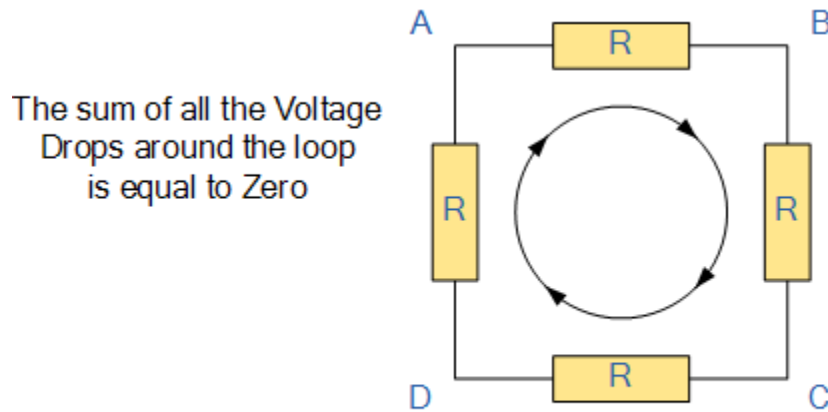 A
B
R
The sum of all the Voltage
Drops around the loop
is equal to Zero
R
R
R
D
C